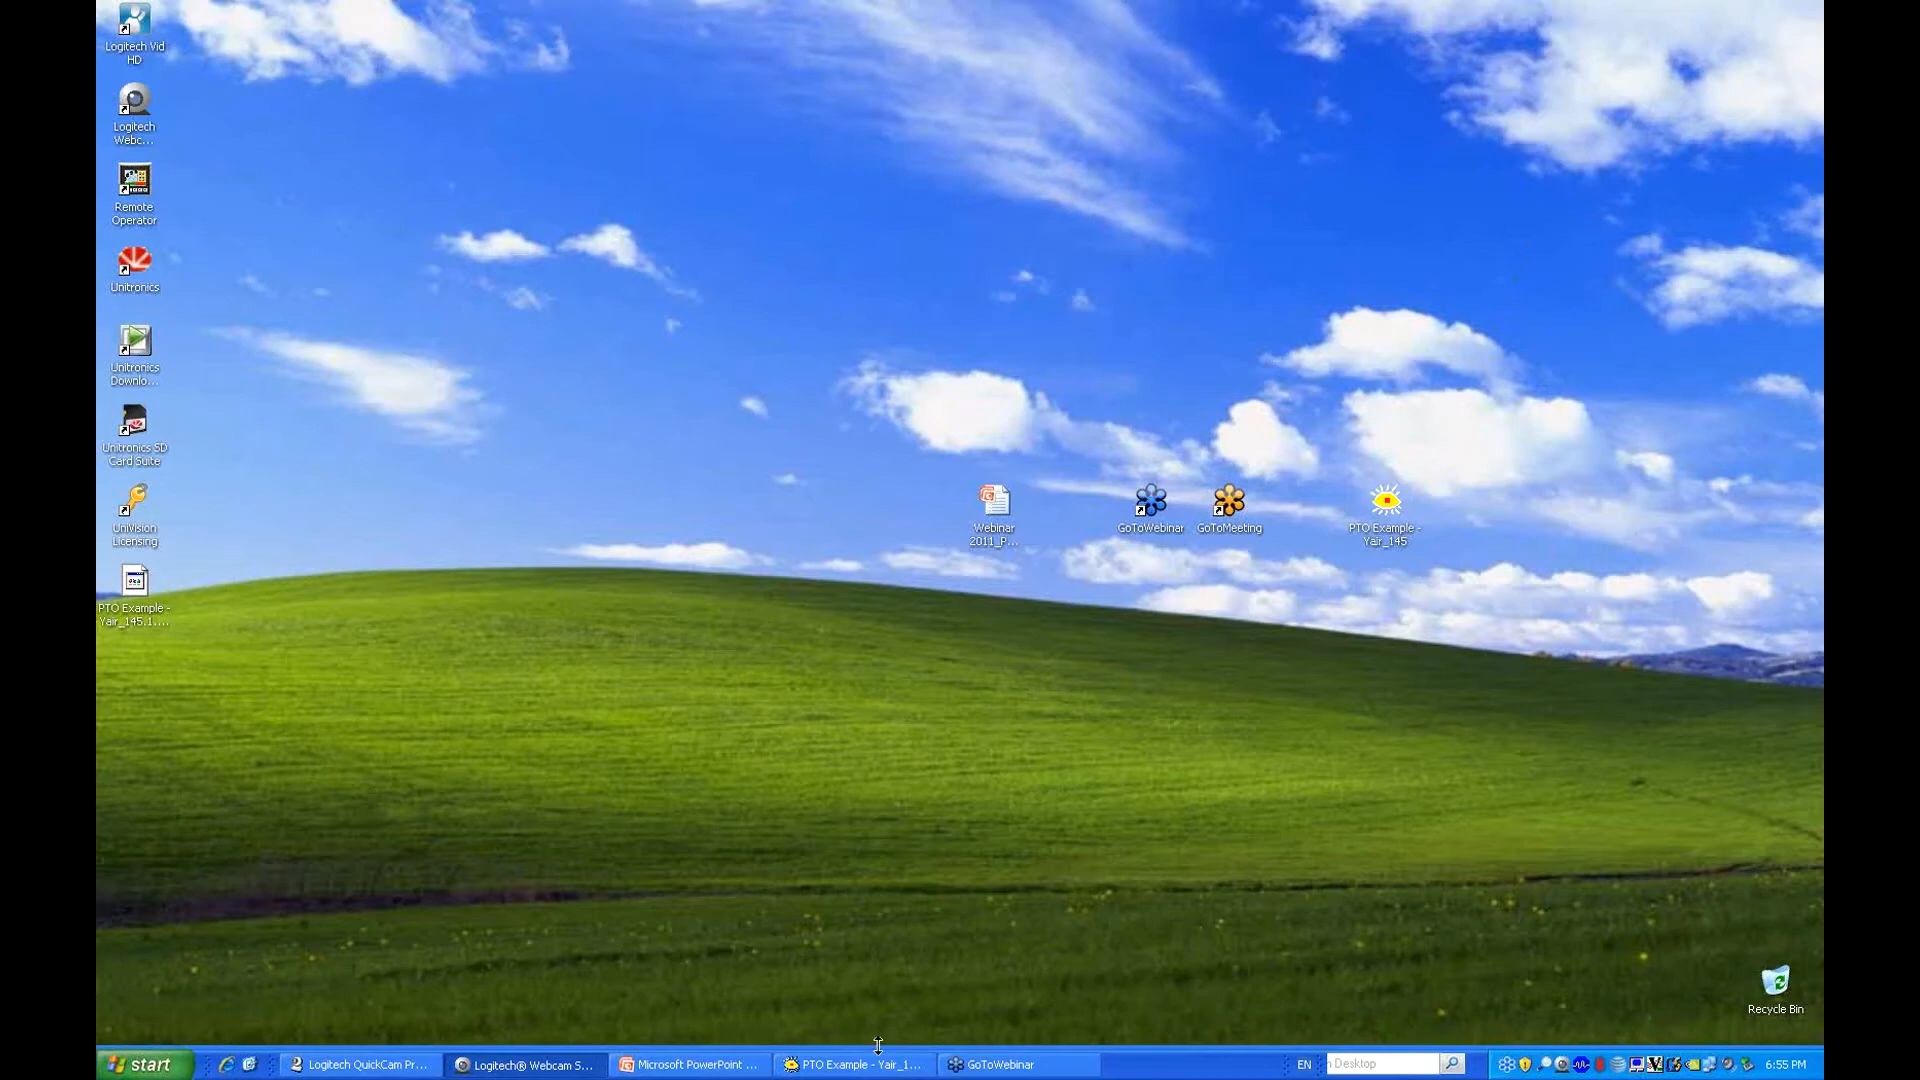 Logitech Vid
HD
Logitech
Webc...
Remote
Operator
Unitronics
Unitronics
Downlo...
Unitronics SD
Card Suite
UniVision
Licensing
PTO Example -
Yair_145.1....
Webinar
2011_P...
GoToWebinar
GoToMeeting
PTO Example -
Yair_145
Recycle Bin
start
Logitech QuickCam Pr...
Logitech® Webcam S...
Microsoft PowerPoint ...
PTO Example - Yair_1...
GoToWebinar
EN
Desktop
6:55 PM